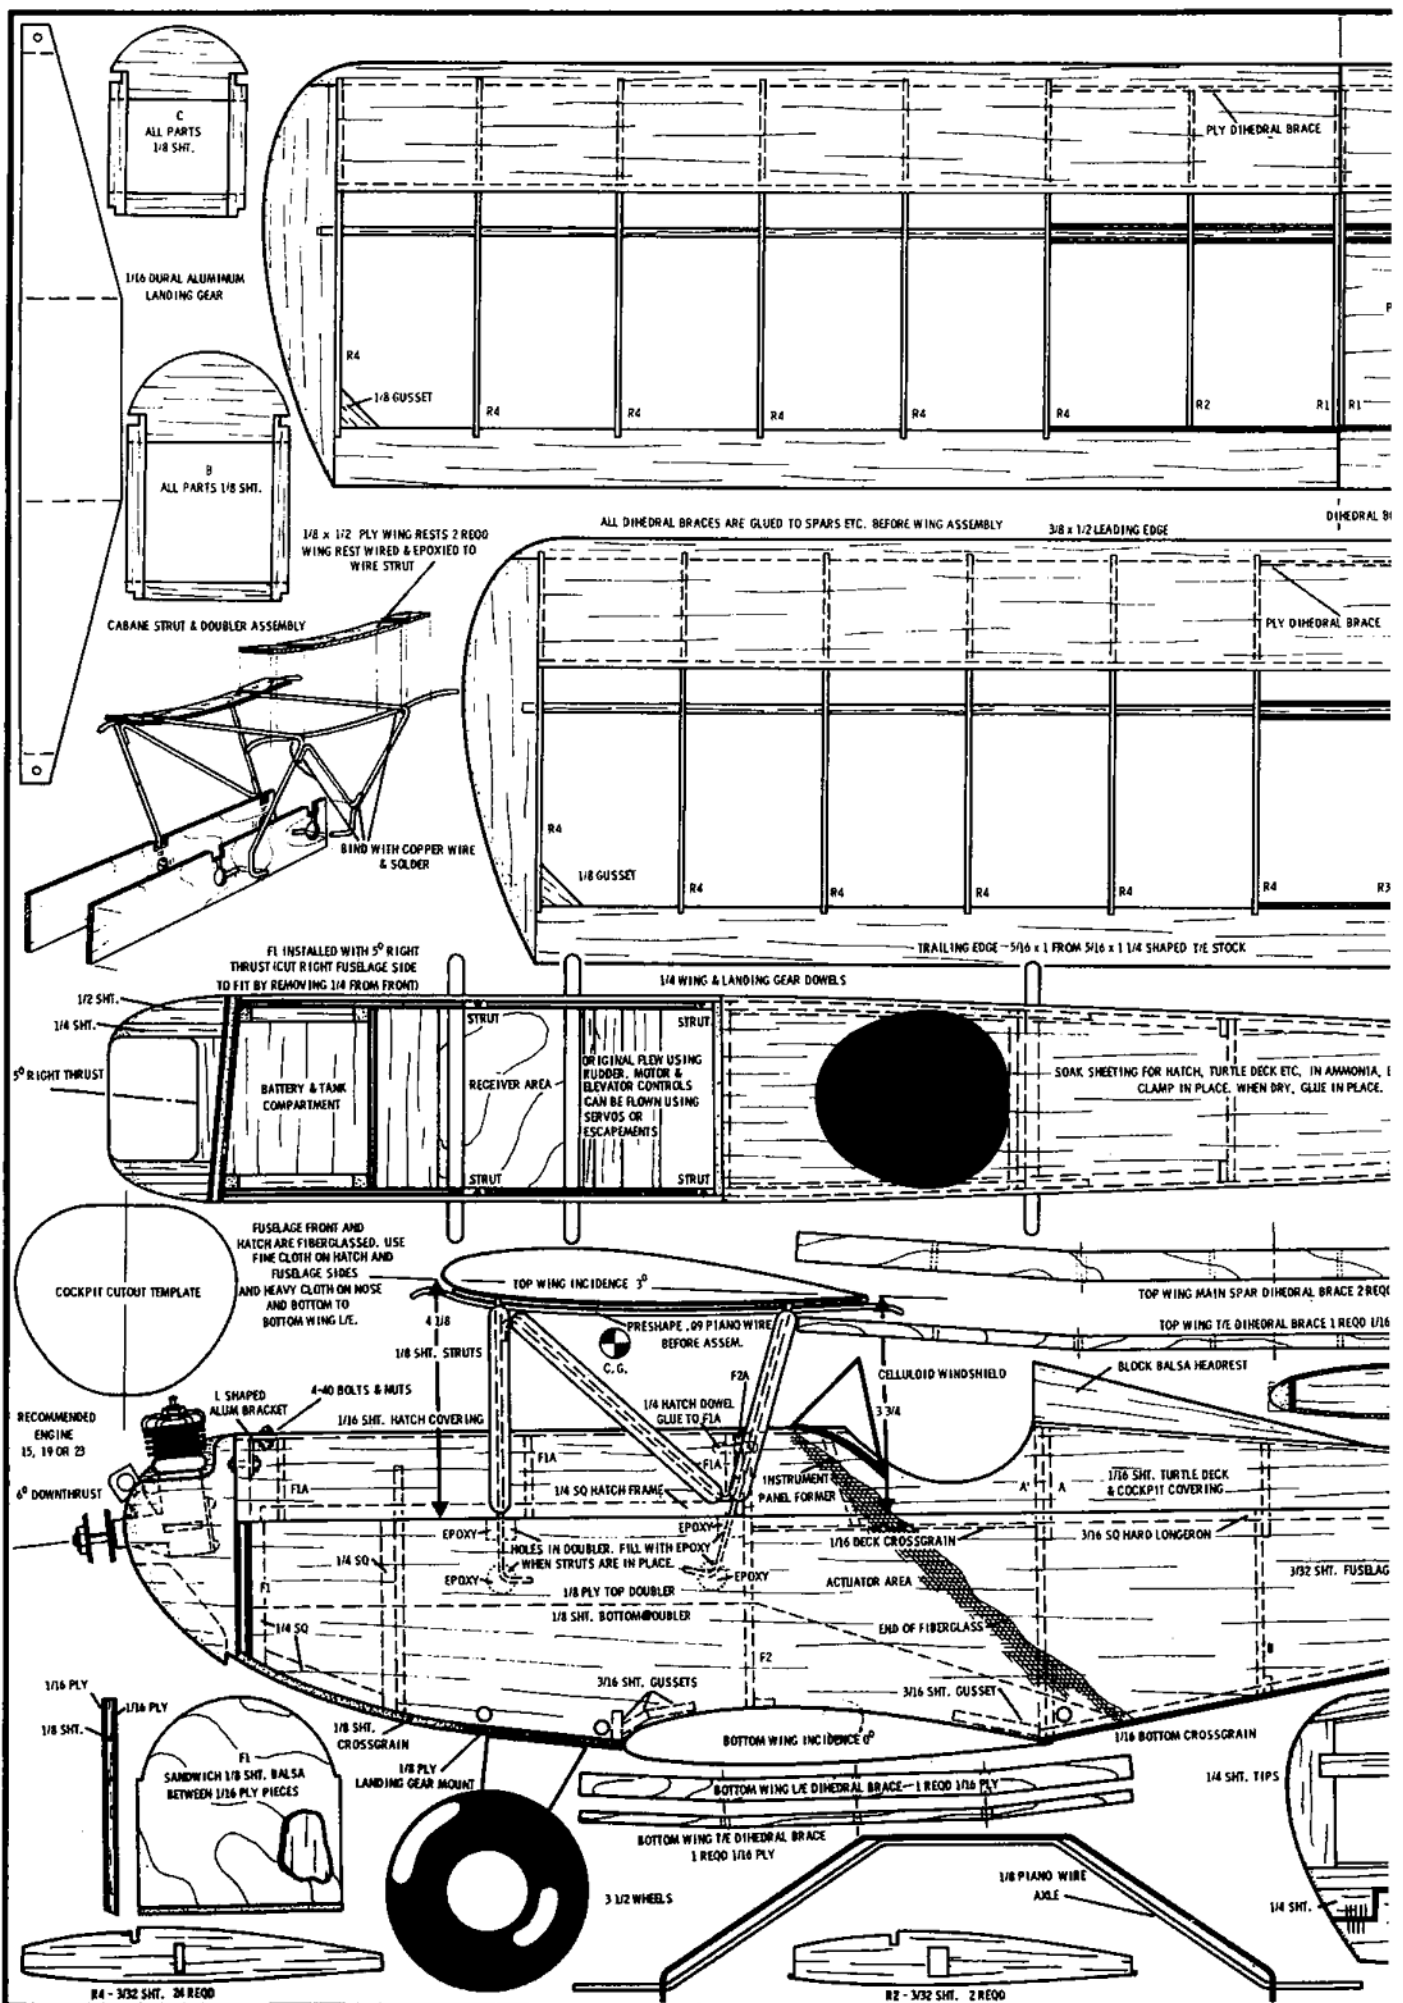 C
ALL PARTS
1/8 SHT.
PLY DIHEDRAL BRACE
1/16 DURAL ALUMINUM
LANDING GEAR
R4
1/8 GUSSET
R4
R4
R4
R4
R4
R2
R1
R1
B
ALL PARTS 1/8 SHT.
ALL DIHEDRAL BRACES ARE GLUED TO SPARS ETC. BEFORE WING ASSEMBLY
3/8 x 1/2 LEADING EDGE
DIHEDRAL
1/8 x 1/2 PLY WING RESTS 2 REQD
WING REST WIRED & EPOXIED TO
WIRE STRUT
PLY DIHEDRAL BRACE
CABANE STRUT & DOUBLER ASSEMBLY
BIND WITH COPPER WIRE
& SOLDER
R4
1/8 GUSSET
R4
R4
R4
R4
R4
R3
TRAILING EDGE - 5/16 x 1 FROM 5/16 x 1 1/4 SHAPED T/E STOCK
F1 INSTALLED WITH 5° RIGHT
THRUST (CUT RIGHT FUSELAGE SIDE
TO FIT BY REMOVING 1/4 FROM FRONT)
1/4 WING & LANDING GEAR DOWELS
1/2 SHT.
1/4 SHT.
5° RIGHT THRUST
BATTERY & TANK
COMPARTMENT
STRUT
STRUT
RECEIVER AREA
ORIGINAL FLEW USING
RUDDER, MOTOR &
ELEVATOR CONTROLS
CAN BE FLOWN USING
SERVOS OR
ESCAPEMENTS
STRUT
STRUT
SOAK SHEETING FOR HATCH, TURTLE DECK ETC, IN AMMONIA,
CLAMP IN PLACE. WHEN DRY, GLUE IN PLACE.
COCKPIT CUTOUT TEMPLATE
FUSELAGE FRONT AND
HATCH ARE FIBERGLASSED. USE
FINE CLOTH ON HATCH AND
FUSELAGE SIDES
AND HEAVY CLOTH ON NOSE
AND BOTTOM TO
BOTTOM WING L/E.
TOP WING INCIDENCE 3°
TOP WING MAIN SPAR DIHEDRAL BRACE 2 REQD
TOP WING T/E DIHEDRAL BRACE 1 REQD 1/16
4 1/8
1/8 SHT. STRUTS
PRESHAPE .09 PIANO WIRE
BEFORE ASSEM.
C.G.
F2A
CELLULOID WINDSHIELD
BLOCK BALSA HEADREST
3 3/4
RECOMMENDED
ENGINE
15, 19 OR 23
L SHAPED
ALUM BRACKET
4-40 BOLTS & NUTS
1/16 SHT. HATCH COVERING
1/4 HATCH DOWEL
GLUE TO F1A
6° DOWNTHRUST
F1A
F1A
F1A
1/4 SQ HATCH FRAME
INSTRUMENT
PANEL FORMER
A'
A
1/16 SHT. TURTLE DECK
& COCKPIT COVERING
EPOXY
EPOXY
HOLES IN DOUBLER. FILL WITH EPOXY
WHEN STRUTS ARE IN PLACE.
1/16 DECK CROSSGRAIN
3/16 SQ HARD LONGERON
1/4 SQ
EPOXY
EPOXY
F1
1/8 PLY TOP DOUBLER
ACTUATOR AREA
3/32 SHT. FUSELAG
1/8 SHT. BOTTOM DOUBLER
1/4 SQ
END OF FIBERGLASS
F2
B
3/16 SHT. GUSSETS
3/16 SHT. GUSSET
1/16 PLY
1/16 PLY
1/8 SHT.
1/8 SHT.
CROSSGRAIN
BOTTOM WING INCIDENCE 0°
1/16 BOTTOM CROSSGRAIN
F1
SANDWICH 1/8 SHT. BALSA
BETWEEN 1/16 PLY PIECES
1/8 PLY
LANDING GEAR MOUNT
BOTTOM WING L/E DIHEDRAL BRACE - 1 REQD 1/16 PLY
1/4 SHT. TIPS
BOTTOM WING T/E DIHEDRAL BRACE
1 REQD 1/16 PLY
3 1/2 WHEELS
1/8 PIANO WIRE
AXLE
1/4 SHT.
R4 - 3/32 SHT. 24 REQD
R2 - 3/32 SHT. 2 REQD